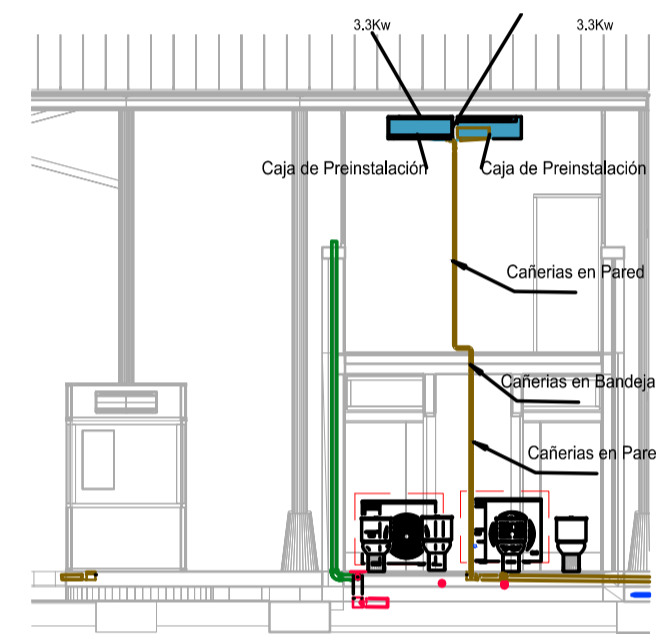 3.3Kw 3.3Kw
Caja de Preinstalación Caja de Preinstalación
Cañerias en Pared
Cañerias en Bandeja
Cañerias en Pare